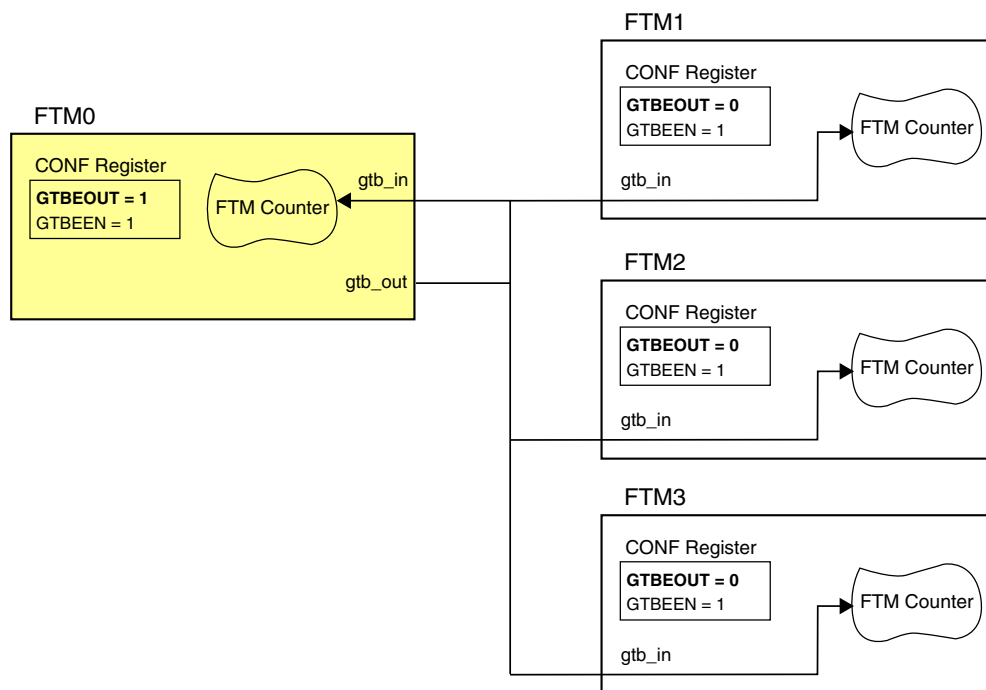 FTM0
CONF Register
GTBEOUT = 1
GTBEEN = 1
FTM Counter
gtb_in
gtb_out
FTM1
CONF Register
GTBEOUT = 0
GTBEEN = 1
FTM Counter
gtb_in
FTM2
CONF Register
GTBEOUT = 0
GTBEEN = 1
FTM Counter
gtb_in
FTM3
CONF Register
GTBEOUT = 0
GTBEEN = 1
FTM Counter
gtb_in